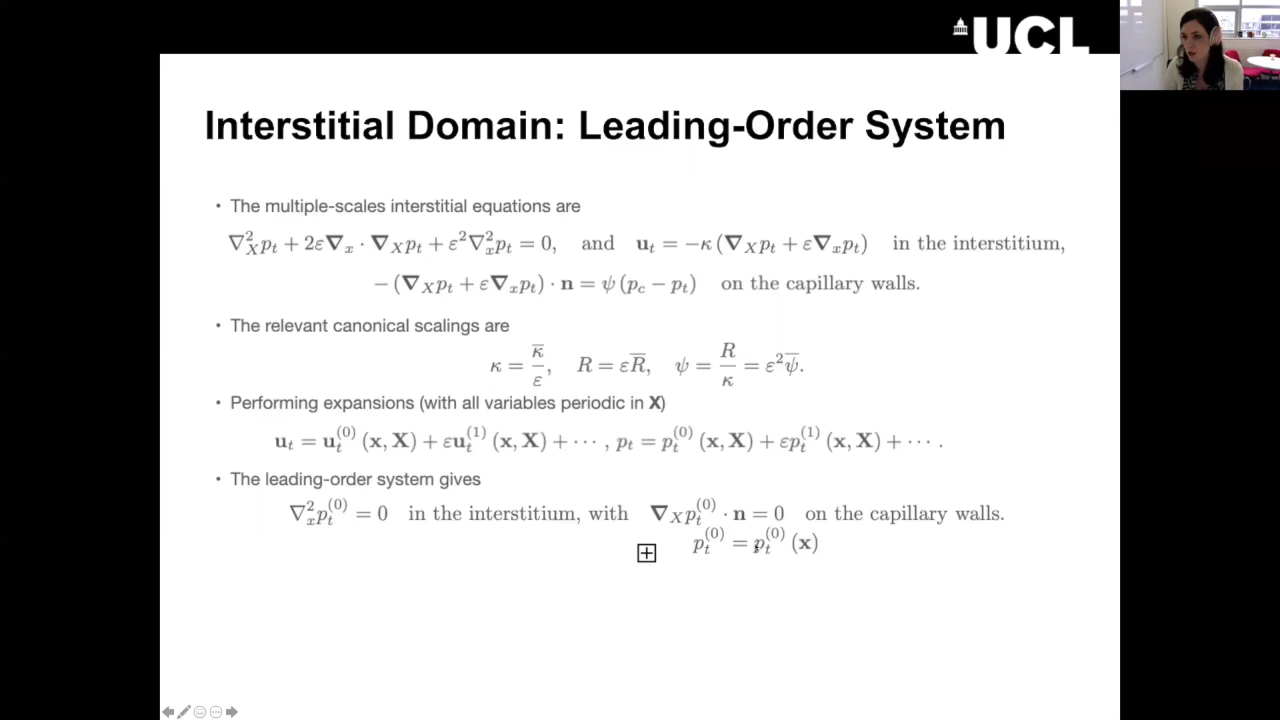 UCL
Interstitial Domain: Leading-Order System
• The multiple-scales interstitial equations are
∇²_X p_t + 2ε∇_x · ∇_X p_t + ε²∇²_x p_t = 0, and u_t = −κ (∇_X p_t + ε∇_x p_t) in the interstitium,
− (∇_X p_t + ε∇_x p_t) · n = ψ (p_c − p_t) on the capillary walls.
• The relevant canonical scalings are
κ = κ̅/ε, R = εR̅, ψ = R/κ = ε²ψ̅.
• Performing expansions (with all variables periodic in X)
u_t = u_t^(0) (x, X) + εu_t^(1) (x, X) + ··· , p_t = p_t^(0) (x, X) + εp_t^(1) (x, X) + ··· .
• The leading-order system gives
∇²_x p_t^(0) = 0 in the interstitium, with ∇_X p_t^(0) · n = 0 on the capillary walls.
p_t^(0) = p_t^(0) (x)